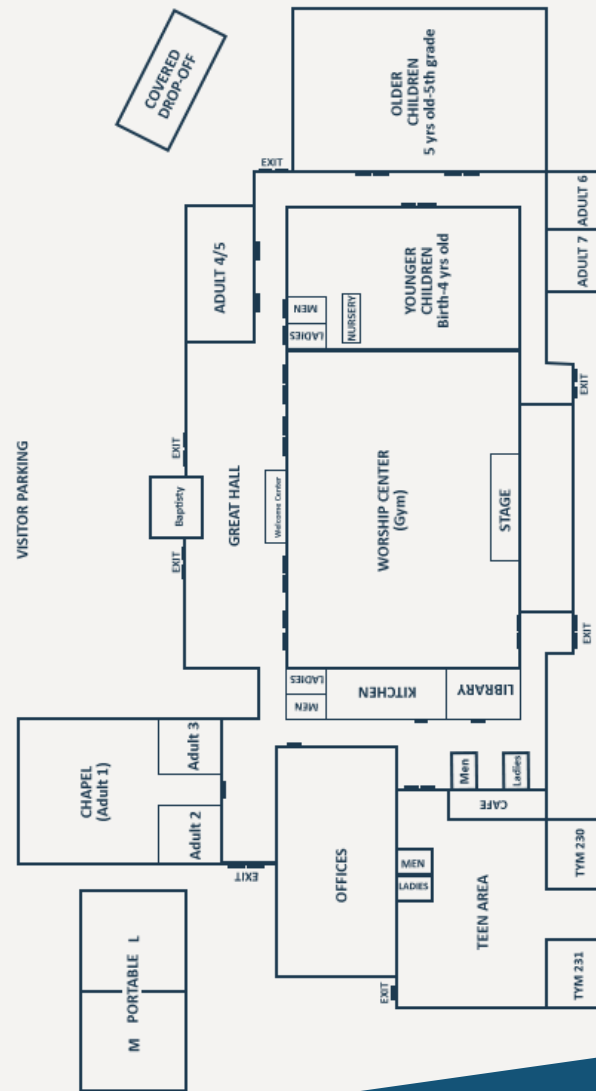 VISITOR PARKING
COVERED
DROP-OFF
OLDER
CHILDREN
5 yrs old-5th grade
EXIT
ADULT 4/5
ADULT 6
ADULT 7
YOUNGER
CHILDREN
Birth-4 yrs old
MEN
LADIES
NURSERY
EXIT
Baptisty
EXIT
GREAT HALL
Welcome Center
WORSHIP CENTER
(Gym)
STAGE
EXIT
EXIT
LADIES
MEN
KITCHEN
LIBRARY
CHAPEL
(Adult 1)
Adult 3
Adult 2
EXIT
OFFICES
Men
Ladies
CAFE
MEN
LADIES
TEEN AREA
TYM 230
TYM 231
EXIT
M PORTABLE L